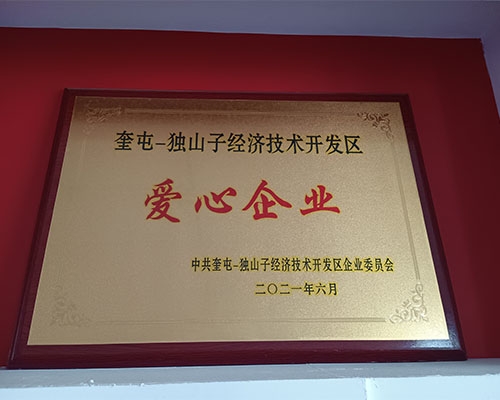 奎屯-独山子经济技术开发区
爱心企业
中共奎屯-独山子经济技术开发区企业委员会
二〇二一年六月